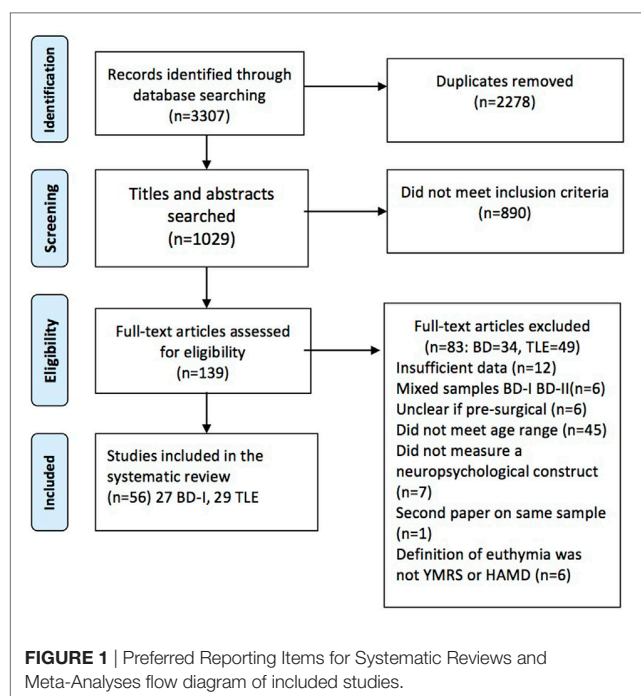 Identification
Records identified through
database searching
(n=3307)
Duplicates removed
(n=2278)
Screening
Titles and abstracts
searched
(n=1029)
Did not meet inclusion criteria
(n=890)
Eligibility
Full-text articles assessed
for eligibility
(n=139)
Full-text articles excluded
(n=83: BD=34, TLE=49)
Insufficient data (n=12)
Mixed samples BD-I BD-II(n=6)
Unclear if pre-surgical (n=6)
Did not meet age range (n=45)
Did not measure a
neuropsychological construct
(n=7)
Second paper on same sample
(n=1)
Definition of euthymia was
not YMRS or HAMD (n=6)
Included
Studies included in the
systematic review
(n=56) 27 BD-I, 29 TLE
FIGURE 1 | Preferred Reporting Items for Systematic Reviews and
Meta-Analyses flow diagram of included studies.